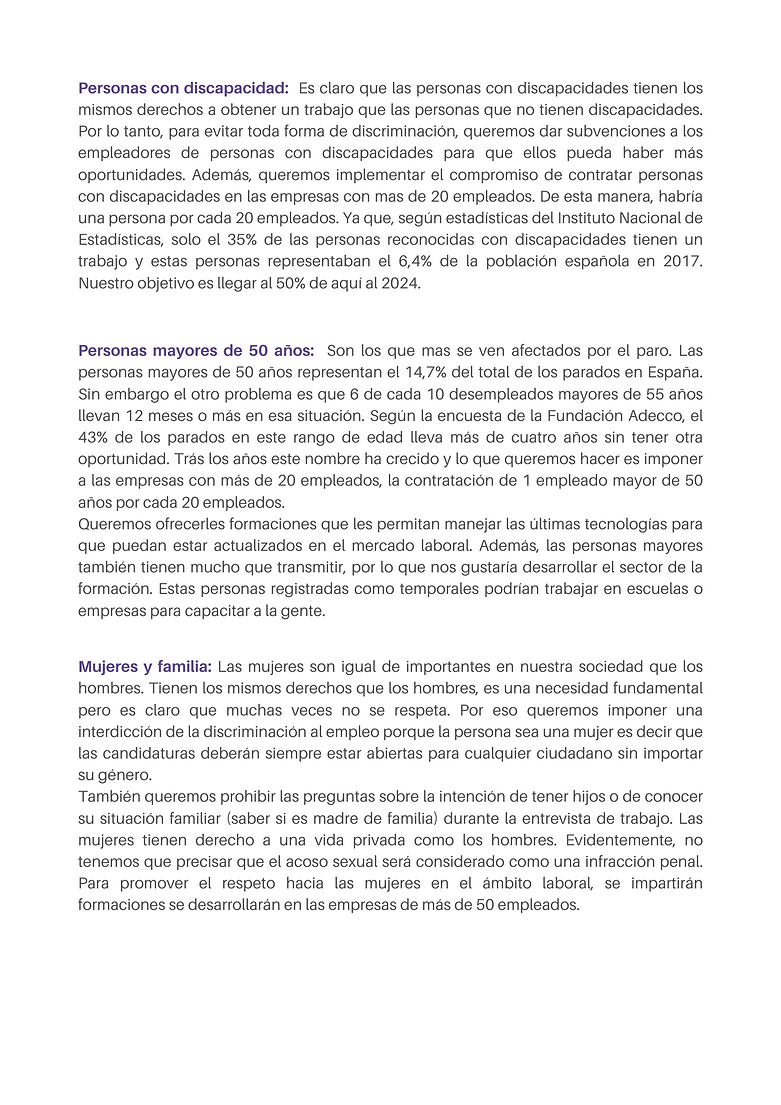 Personas con discapacidad: Es claro que las personas con discapacidades tienen los
mismos derechos a obtener un trabajo que las personas que no tienen discapacidades.
Por lo tanto, para evitar toda forma de discriminación, queremos dar subvenciones a los
empleadores de personas con discapacidades para que ellos pueda haber más
oportunidades. Además, queremos implementar el compromiso de contratar personas
con discapacidades en las empresas con mas de 20 empleados. De esta manera, habría
una persona por cada 20 empleados. Ya que, según estadísticas del Instituto Nacional de
Estadísticas, solo el 35% de las personas reconocidas con discapacidades tienen un
trabajo y estas personas representaban el 6,4% de la población española en 2017.
Nuestro objetivo es llegar al 50% de aquí al 2024.
Personas mayores de 50 años: Son los que mas se ven afectados por el paro. Las
personas mayores de 50 años representan el 14,7% del total de los parados en España.
Sin embargo el otro problema es que 6 de cada 10 desempleados mayores de 55 años
llevan 12 meses o más en esa situación. Según la encuesta de la Fundación Adecco, el
43% de los parados en este rango de edad lleva más de cuatro años sin tener otra
oportunidad. Trás los años este nombre ha crecido y lo que queremos hacer es imponer
a las empresas con más de 20 empleados, la contratación de 1 empleado mayor de 50
años por cada 20 empleados.
Queremos ofrecerles formaciones que les permitan manejar las últimas tecnologías para
que puedan estar actualizados en el mercado laboral. Además, las personas mayores
también tienen mucho que transmitir, por lo que nos gustaría desarrollar el sector de la
formación. Estas personas registradas como temporales podrían trabajar en escuelas o
empresas para capacitar a la gente.
Mujeres y familia: Las mujeres son igual de importantes en nuestra sociedad que los
hombres. Tienen los mismos derechos que los hombres, es una necesidad fundamental
pero es claro que muchas veces no se respeta. Por eso queremos imponer una
interdicción de la discriminación al empleo porque la persona sea una mujer es decir que
las candidaturas deberán siempre estar abiertas para cualquier ciudadano sin importar
su género.
También queremos prohibir las preguntas sobre la intención de tener hijos o de conocer
su situación familiar (saber si es madre de familia) durante la entrevista de trabajo. Las
mujeres tienen derecho a una vida privada como los hombres. Evidentemente, no
tenemos que precisar que el acoso sexual será considerado como una infracción penal.
Para promover el respeto hacia las mujeres en el ámbito laboral, se impartirán
formaciones se desarrollarán en las empresas de más de 50 empleados.